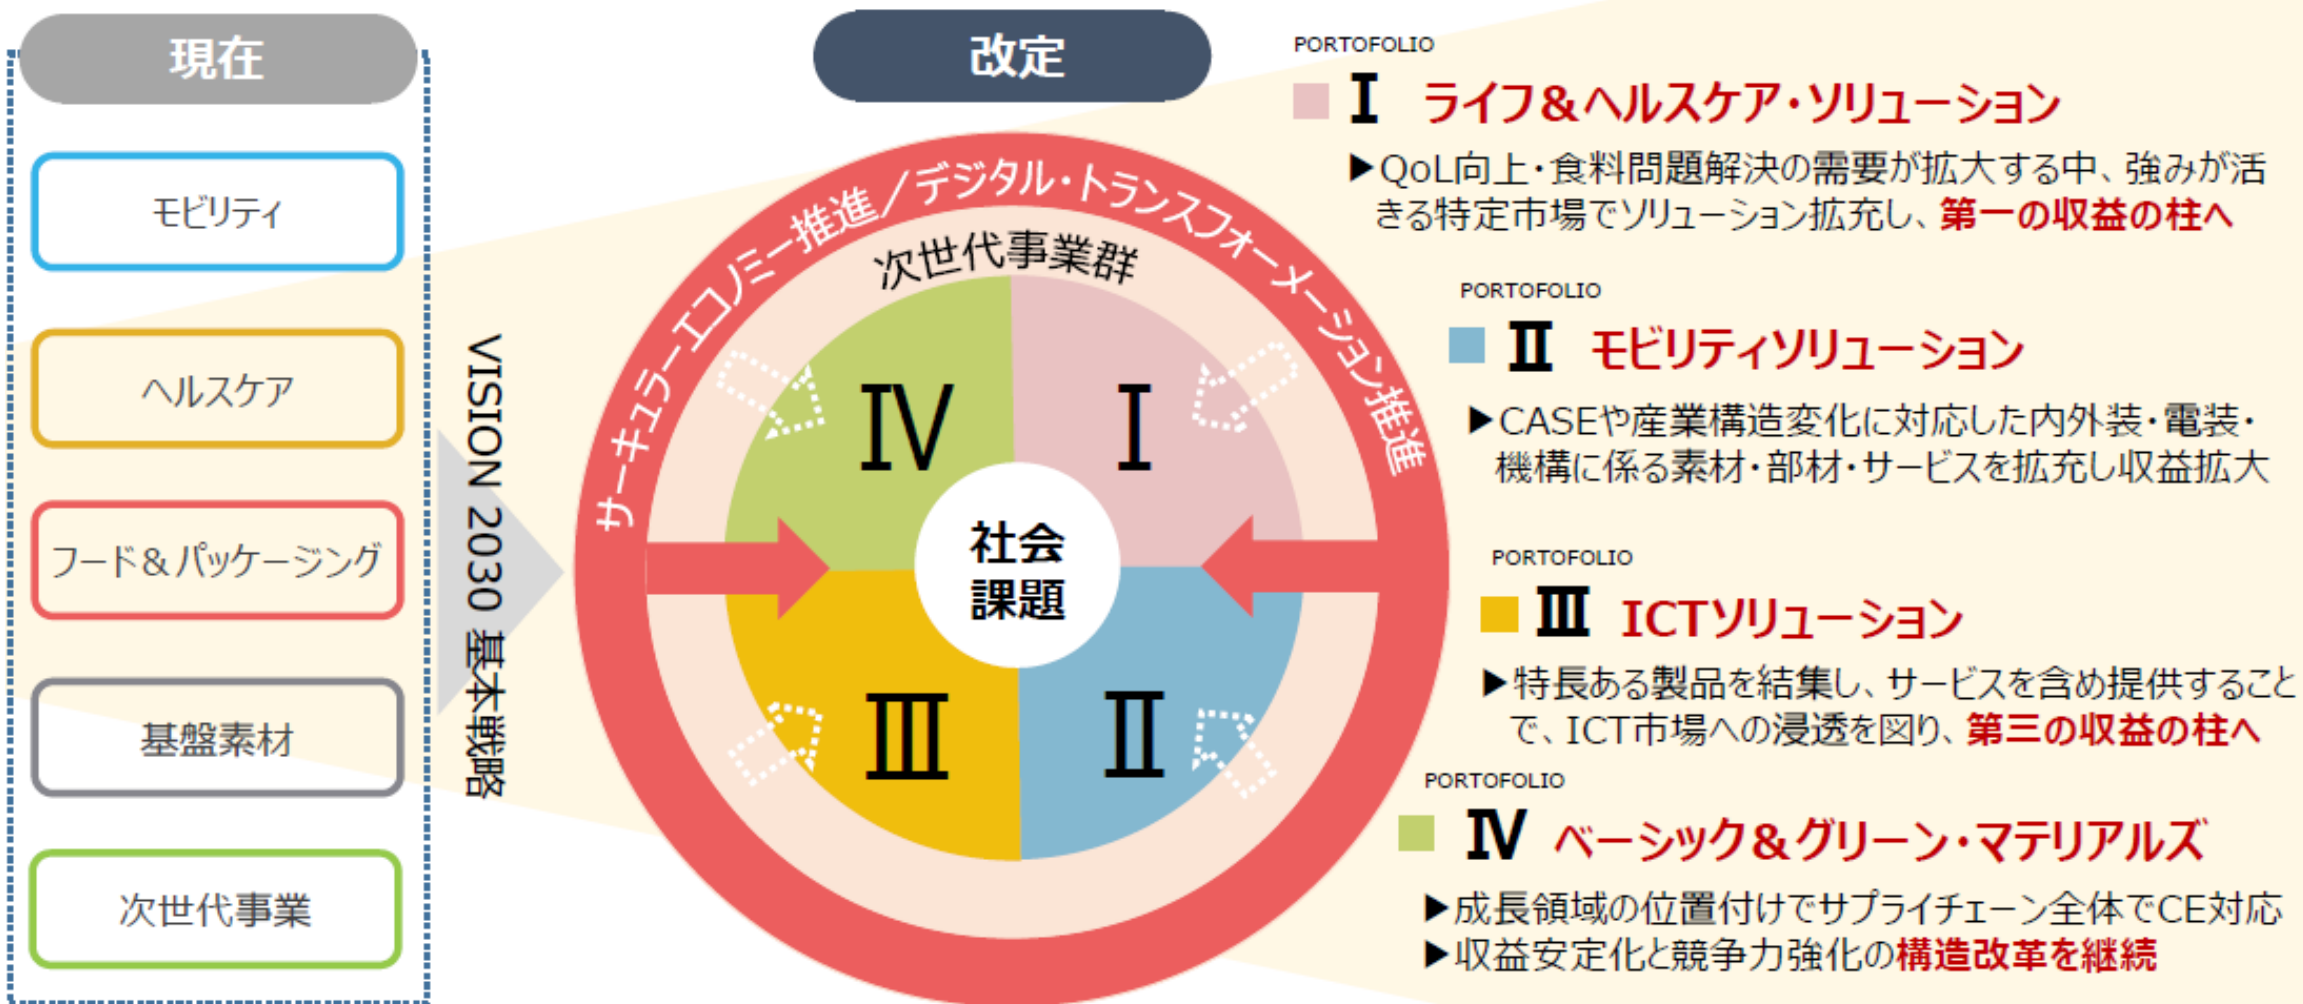 現在
モビリティ
ヘルスケア
フード&パッケージング
基盤素材
次世代事業
VISION 2030 基本戦略
改定
サーキュラーエコノミー推進/デジタル・トランスフォーメーション推進
次世代事業群
IV
I
社会
課題
III
II
PORTOFOLIO
I ライフ&ヘルスケア・ソリューション
▶QoL向上・食料問題解決の需要が拡大する中、強みが活
きる特定市場でソリューション拡充し、第一の収益の柱へ
PORTOFOLIO
II モビリティソリューション
▶CASEや産業構造変化に対応した内外装・電装・
機構に係る素材・部材・サービスを拡充し収益拡大
PORTOFOLIO
III ICTソリューション
▶特長ある製品を結集し、サービスを含め提供すること
で、ICT市場への浸透を図り、第三の収益の柱へ
PORTOFOLIO
IV ベーシック&グリーン・マテリアルズ
▶成長領域の位置付けでサプライチェーン全体でCE対応
▶収益安定化と競争力強化の構造改革を継続